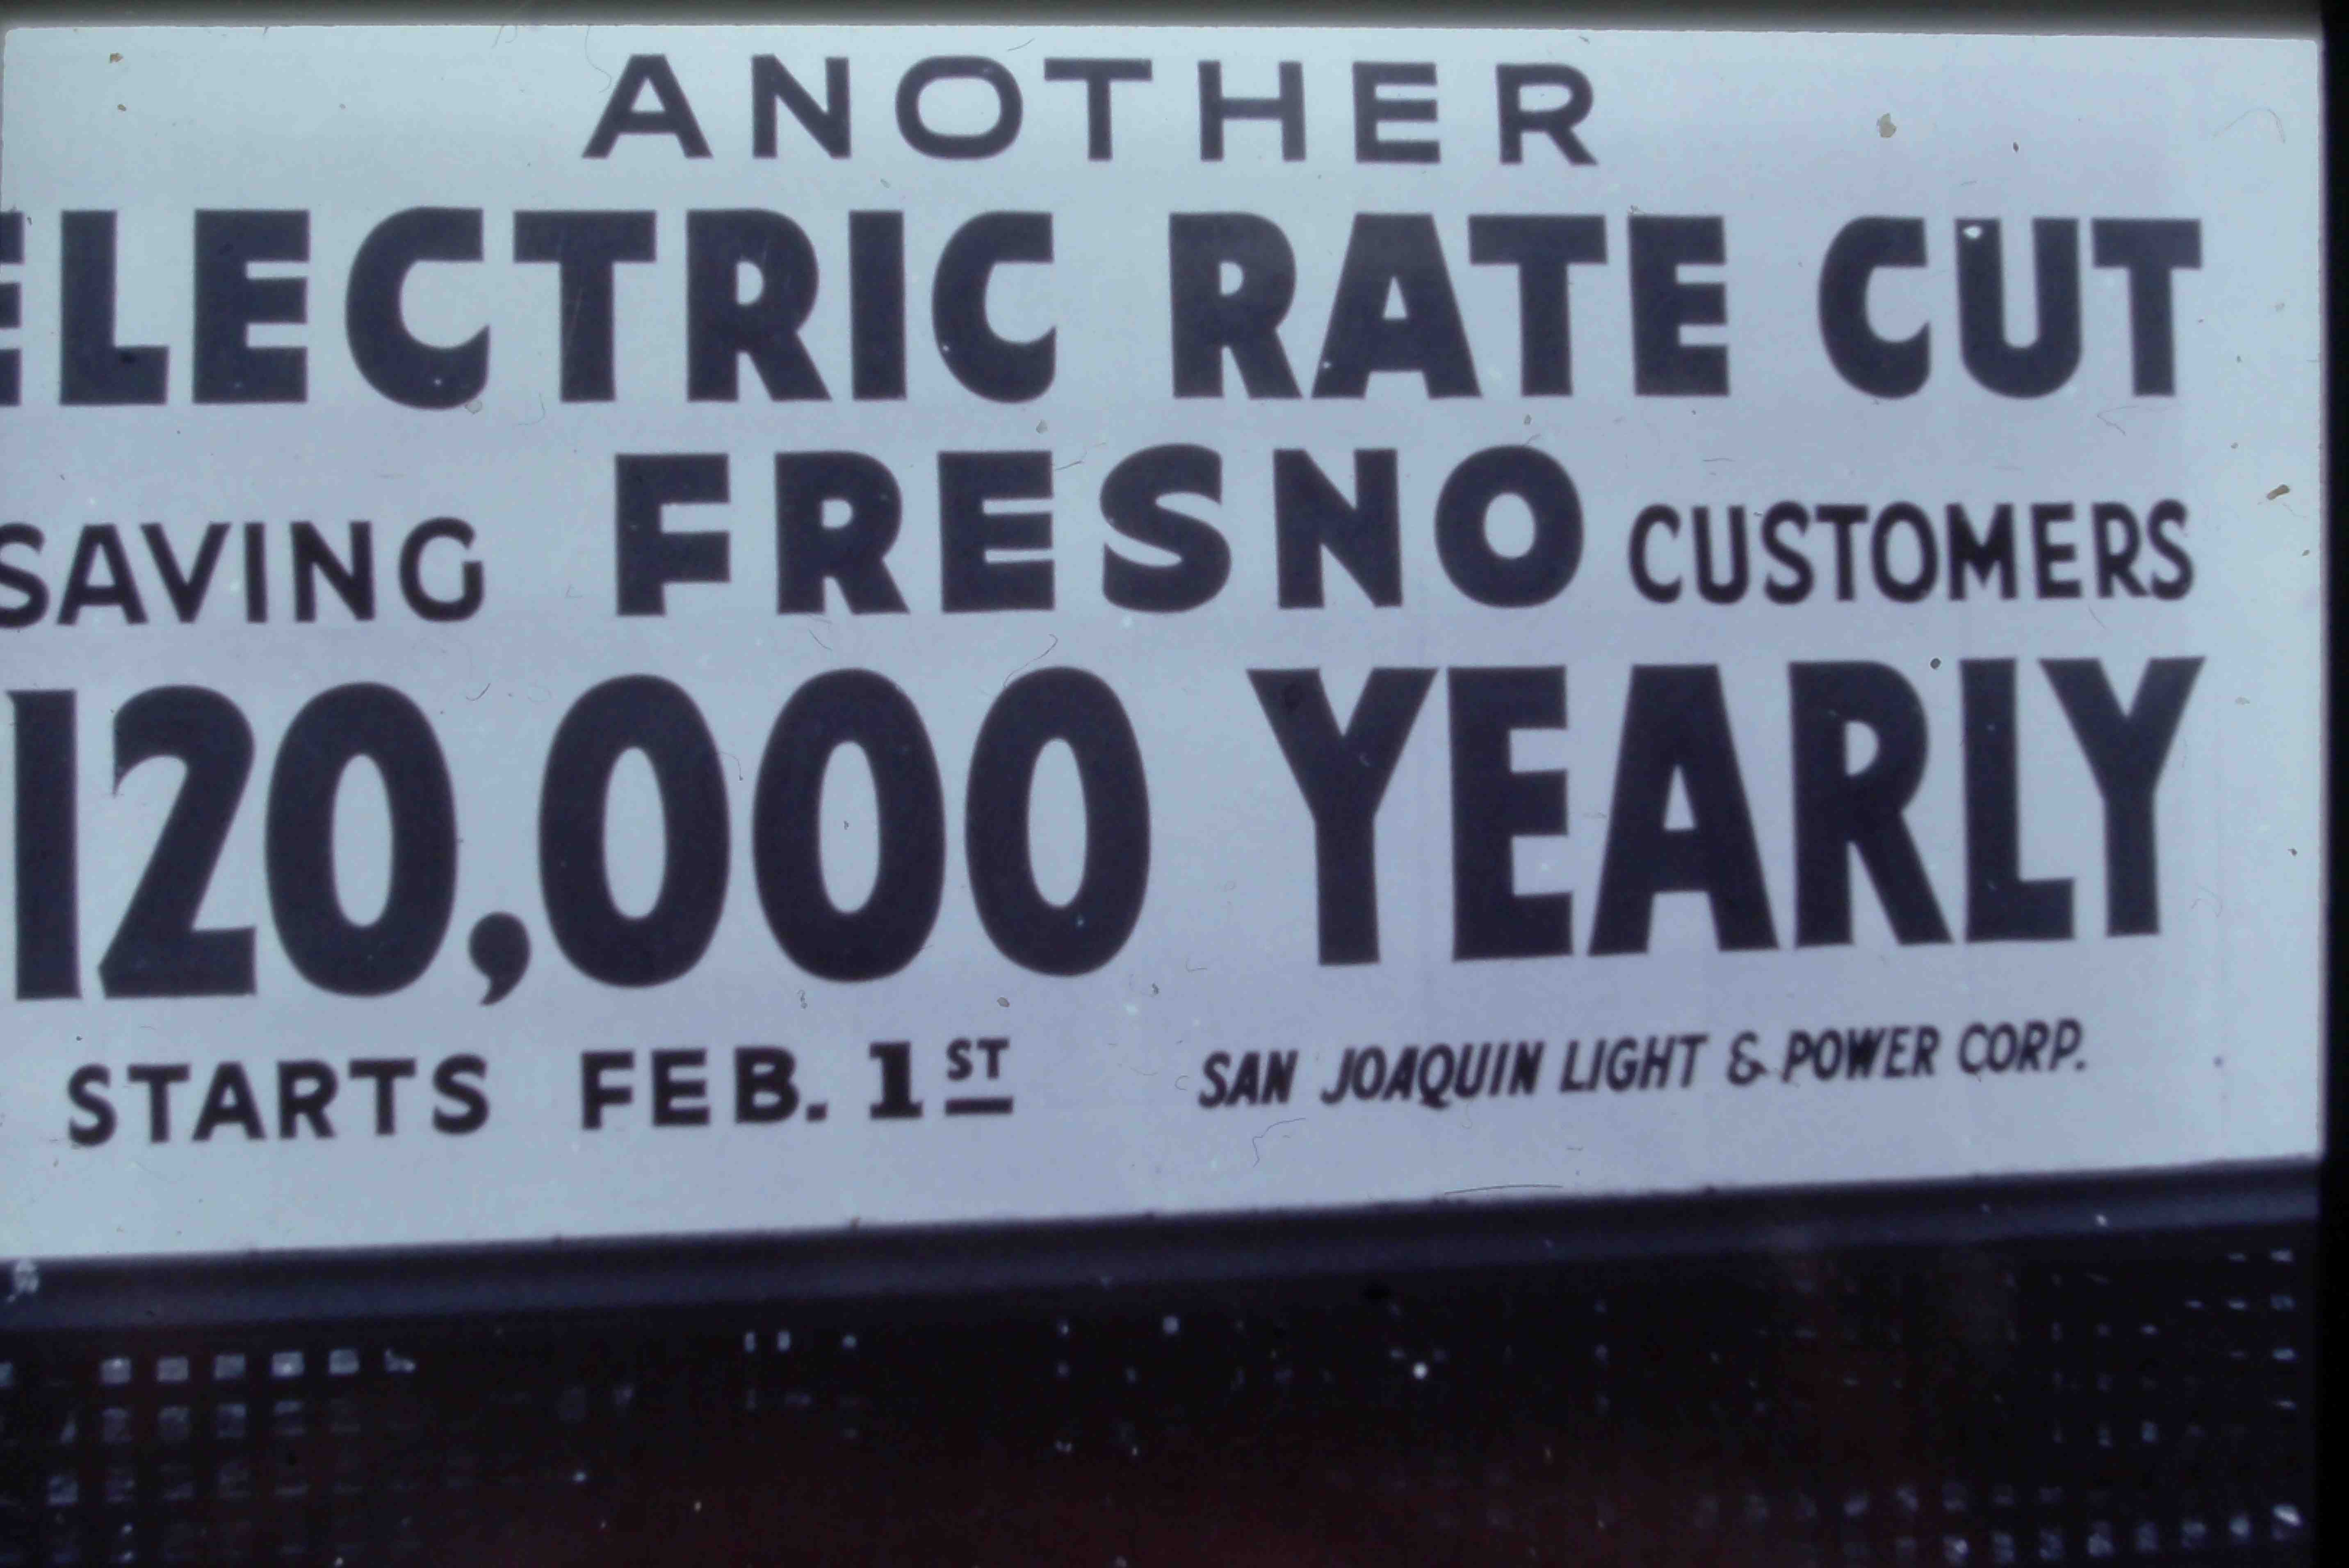 ANOTHER
ELECTRIC RATE CUT
SAVING FRESNO CUSTOMERS
120,000 YEARLY
STARTS FEB. 1ST
SAN JOAQUIN LIGHT & POWER CORP.